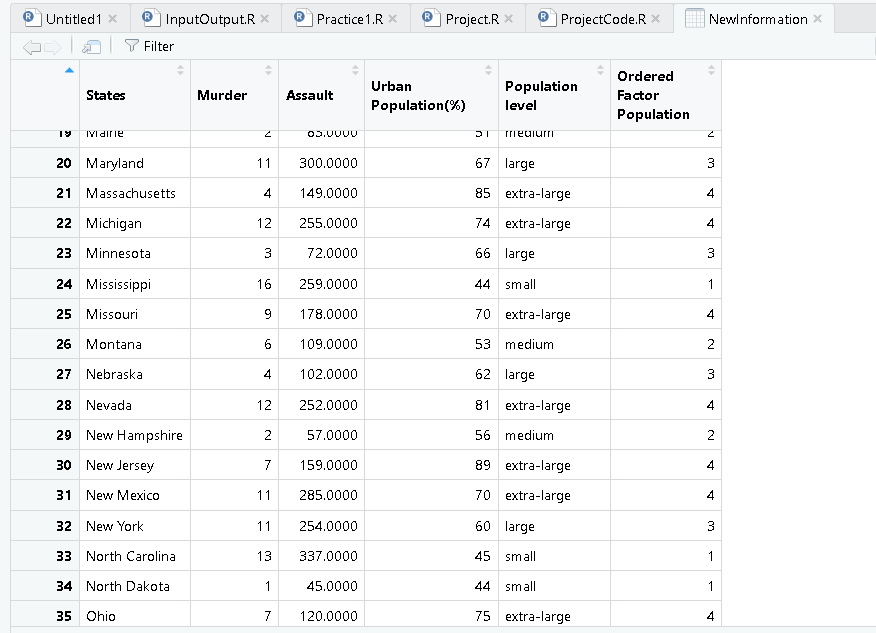 Untitled1 InputOutput.R Practice1.R Project.R ProjectCode.R NewInformation
Filter
States Murder Assault Urban Population(%) Population level Ordered Factor Population
19 Maine 2 83.0000 51 medium 2
20 Maryland 11 300.0000 67 large 3
21 Massachusetts 4 149.0000 85 extra-large 4
22 Michigan 12 255.0000 74 extra-large 4
23 Minnesota 3 72.0000 66 large 3
24 Mississippi 16 259.0000 44 small 1
25 Missouri 9 178.0000 70 extra-large 4
26 Montana 6 109.0000 53 medium 2
27 Nebraska 4 102.0000 62 large 3
28 Nevada 12 252.0000 81 extra-large 4
29 New Hampshire 2 57.0000 56 medium 2
30 New Jersey 7 159.0000 89 extra-large 4
31 New Mexico 11 285.0000 70 extra-large 4
32 New York 11 254.0000 60 large 3
33 North Carolina 13 337.0000 45 small 1
34 North Dakota 1 45.0000 44 small 1
35 Ohio 7 120.0000 75 extra-large 4